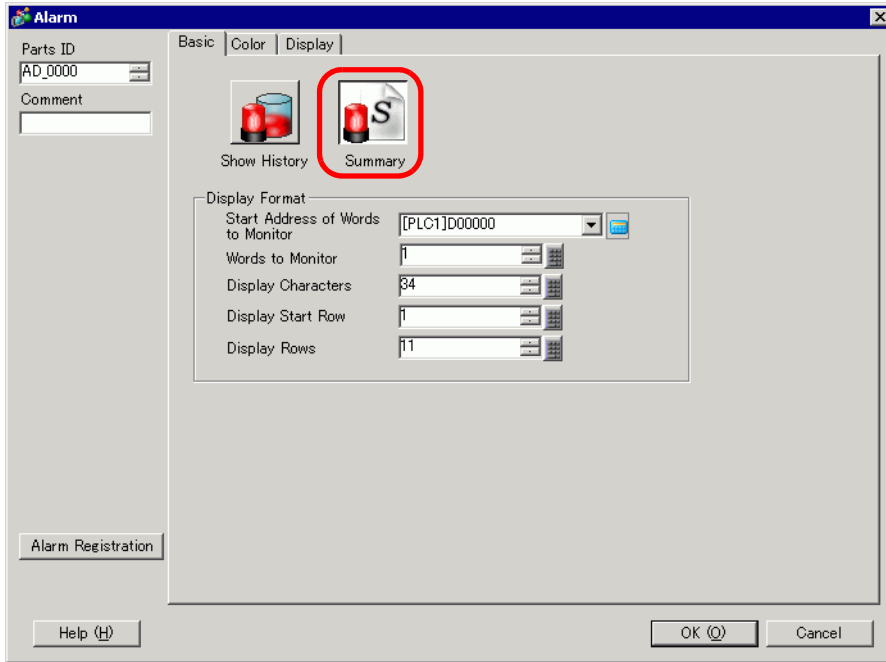 Alarm
Parts ID
AD_0000
Comment
Basic Color Display
Show History Summary
S
Display Format
Start Address of Words
to Monitor
[PLC1]D00000
Words to Monitor 1
Display Characters 34
Display Start Row 1
Display Rows 11
Alarm Registration
Help (H) OK (O) Cancel